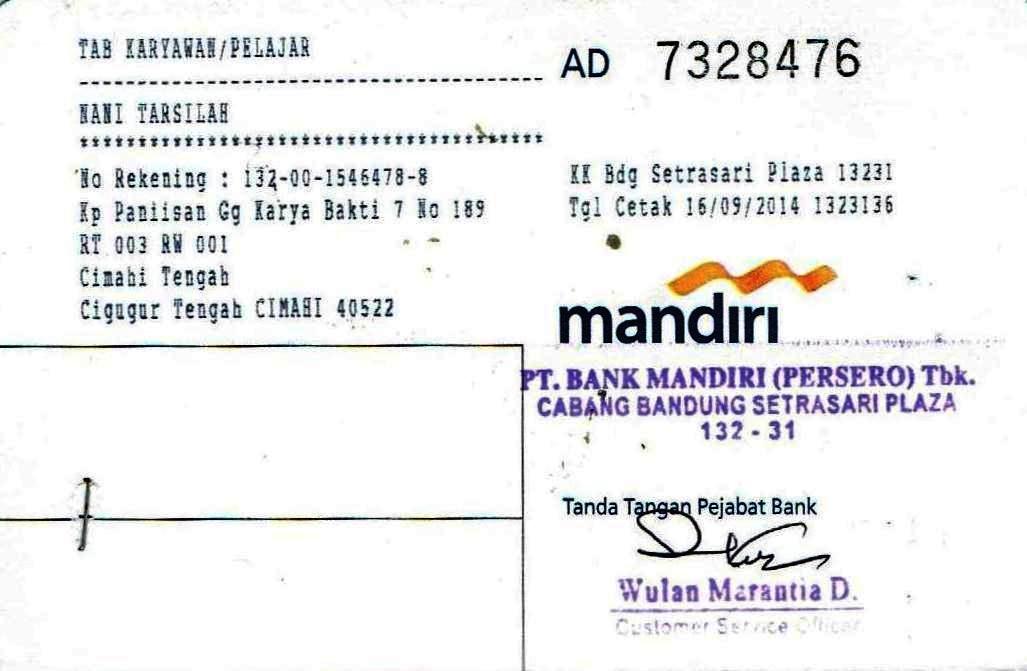 TAB KARYAWAN/PELAJAR
AD 7328476
NANI TARSILAH
No Rekening : 132-00-1546478-8
Kp Paniisan Gg Karya Bakti 7 No 189
RT 003 RW 001
Cimahi Tengah
Cigugur Tengah CIMAHI 40522
KK Bdg Setrasari Plaza 13231
Tgl Cetak 16/09/2014 1323136
mandiri
PT. BANK MANDIRI (PERSERO) Tbk.
CABANG BANDUNG SETRASARI PLAZA
132 - 31
Tanda Tangan Pejabat Bank
Wulan Marantia D.
Customer Service Officer